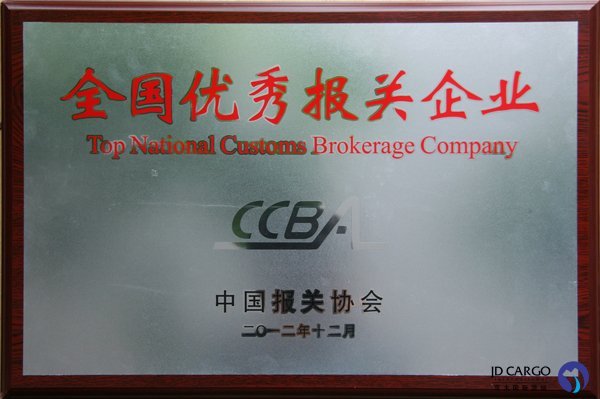 全国优秀报关企业
Top National Customs Brokerage Company
CCBA
中国报关协会
二〇一二年十二月
JD CARGO
INTERNATIONAL